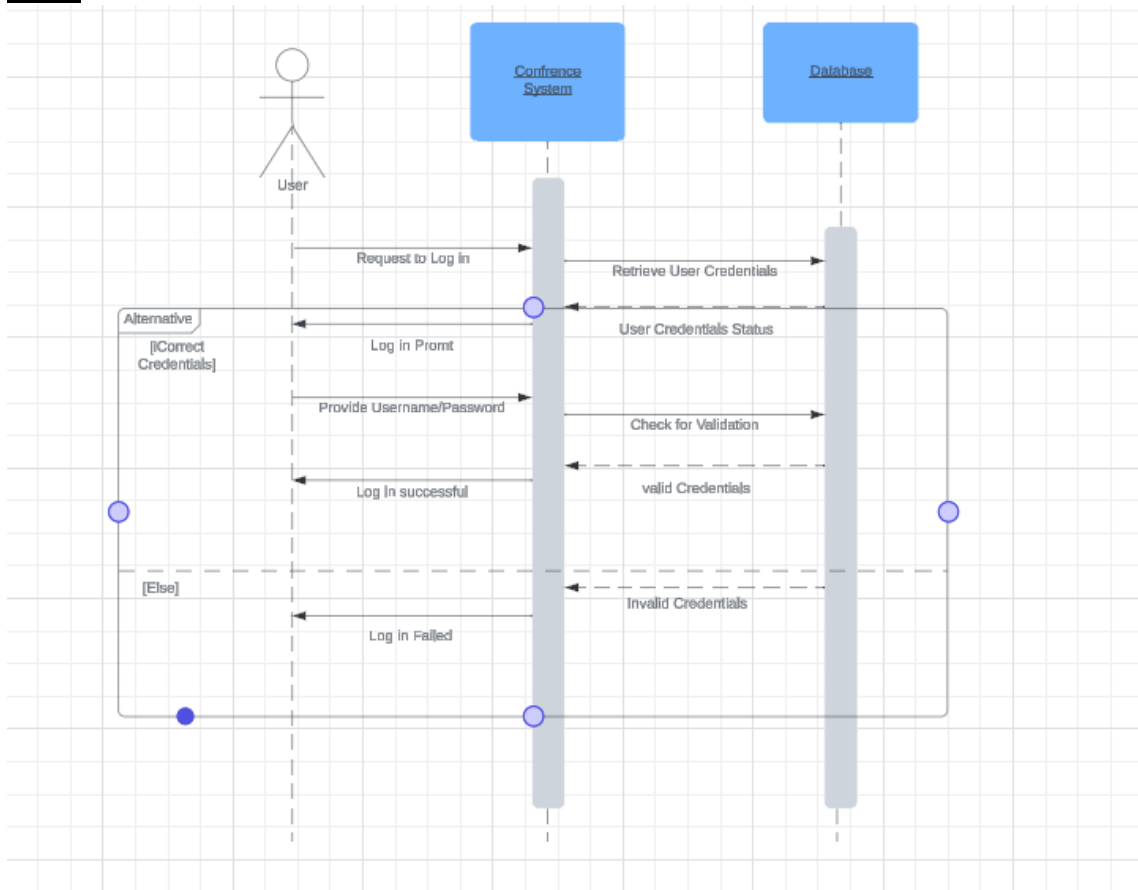 Confrence
System
Database
User
Request to Log in
Retrieve User Credentials
Alternative
User Credentials Status
[iCorrect
Credentials]
Log in Promt
Provide Username/Password
Check for Validation
Log in successful
valid Credentials
[Else]
Invalid Credentials
Log in Failed